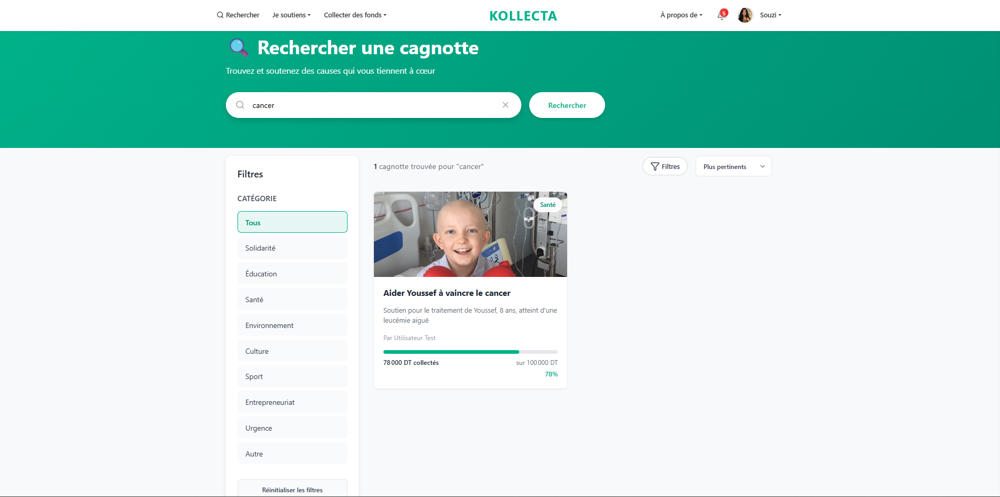 Rechercher
Je soutiens
Collecter des fonds
KOLLECTA
À propos de
5
Souzi
Rechercher une cagnotte
Trouvez et soutenez des causes qui vous tiennent à cœur
cancer
Rechercher
Filtres
CATÉGORIE
Tous
Solidarité
Éducation
Santé
Environnement
Culture
Sport
Entrepreneuriat
Urgence
Autre
Réinitialiser les filtres
1 cagnotte trouvée pour "cancer"
Filtres
Plus pertinents
Santé
Aider Youssef à vaincre le cancer
Soutien pour le traitement de Youssef, 8 ans, atteint d'une
leucémie aiguë
Par Utilisateur Test
78 000 DT collectés
sur 100 000 DT
78%